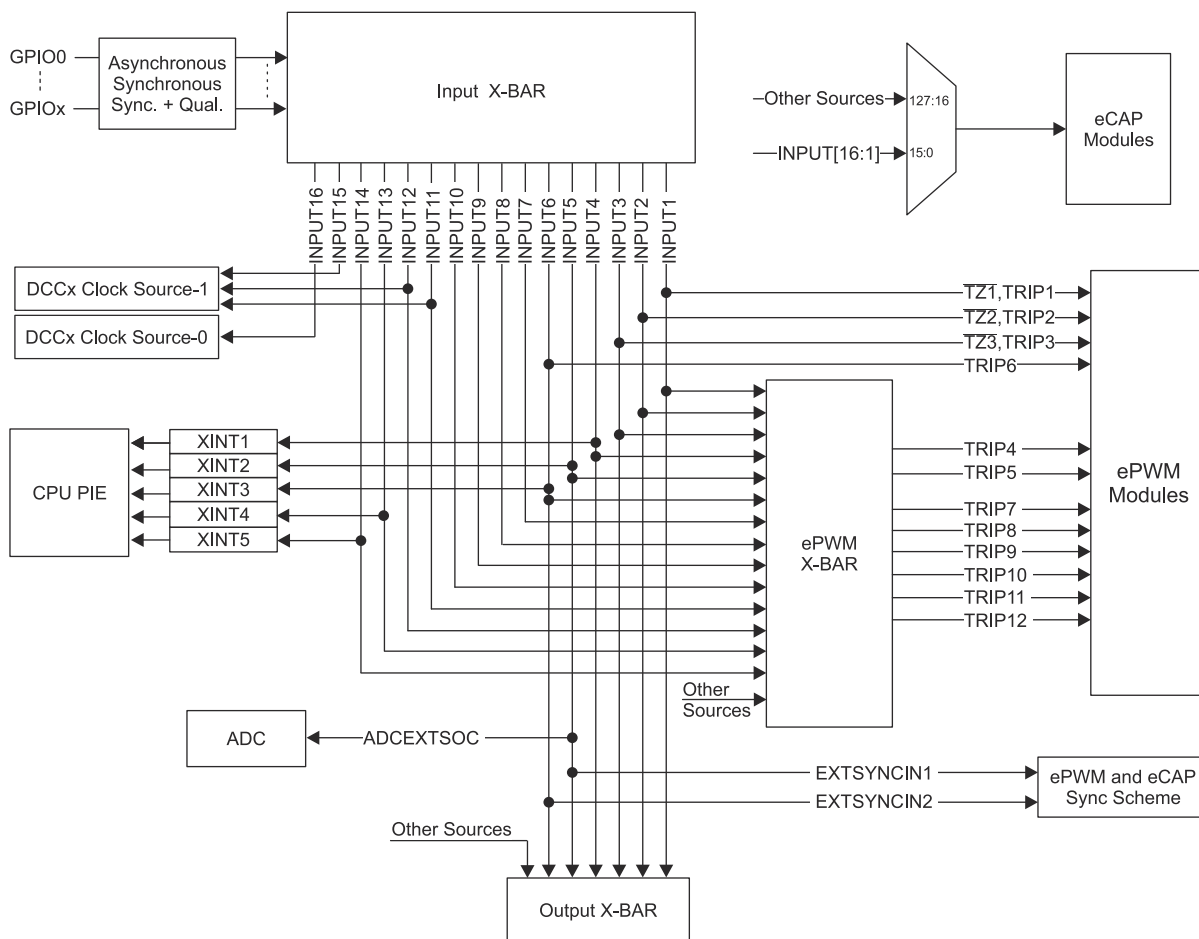 GPIO0
GPIOx
Asynchronous
Synchronous
Sync. + Qual.
Input X-BAR
Other Sources
127:16
INPUT[16:1]
15:0
eCAP
Modules
INPUT16
INPUT15
INPUT14
INPUT13
INPUT12
INPUT11
INPUT10
INPUT9
INPUT8
INPUT7
INPUT6
INPUT5
INPUT4
INPUT3
INPUT2
INPUT1
DCCx Clock Source-1
DCCx Clock Source-0
TZ1,TRIP1
TZ2,TRIP2
TZ3,TRIP3
TRIP6
CPU PIE
XINT1
XINT2
XINT3
XINT4
XINT5
ePWM
X-BAR
TRIP4
TRIP5
TRIP7
TRIP8
TRIP9
TRIP10
TRIP11
TRIP12
ePWM
Modules
Other
Sources
ADC
ADCEXTSOC
EXTSYNCIN1
EXTSYNCIN2
ePWM and eCAP
Sync Scheme
Other Sources
Output X-BAR